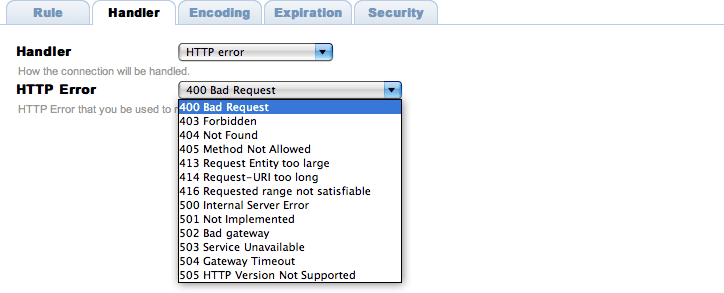 Rule Handler Encoding Expiration Security
Handler HTTP error
How the connection will be handled.
HTTP Error 400 Bad Request
HTTP Error that you be used to
400 Bad Request
403 Forbidden
404 Not Found
405 Method Not Allowed
413 Request Entity too large
414 Request-URI too long
416 Requested range not satisfiable
500 Internal Server Error
501 Not Implemented
502 Bad gateway
503 Service Unavailable
504 Gateway Timeout
505 HTTP Version Not Supported